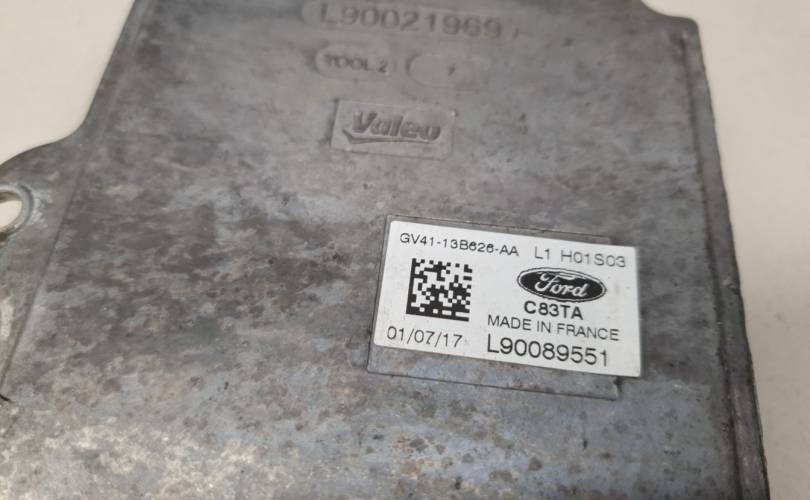 L90021969
TOOL 2
Valeo
GV41-13B626-AA L1 H01S03
Ford
C83TA
MADE IN FRANCE
01/07/17 L90089551